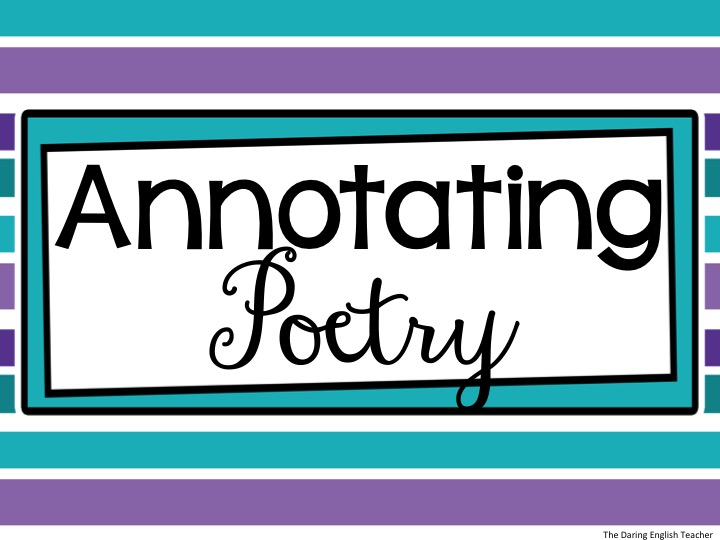 Annotating
Poetry
The Daring English Teacher